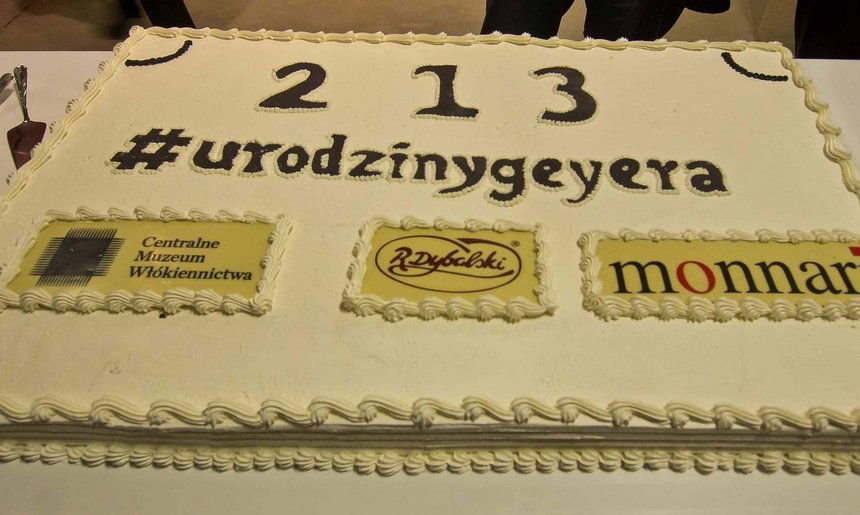 213
#urodzinygeyera
Centralne
Muzeum
Włókiennictwa
R.Dybalski
®
monnari